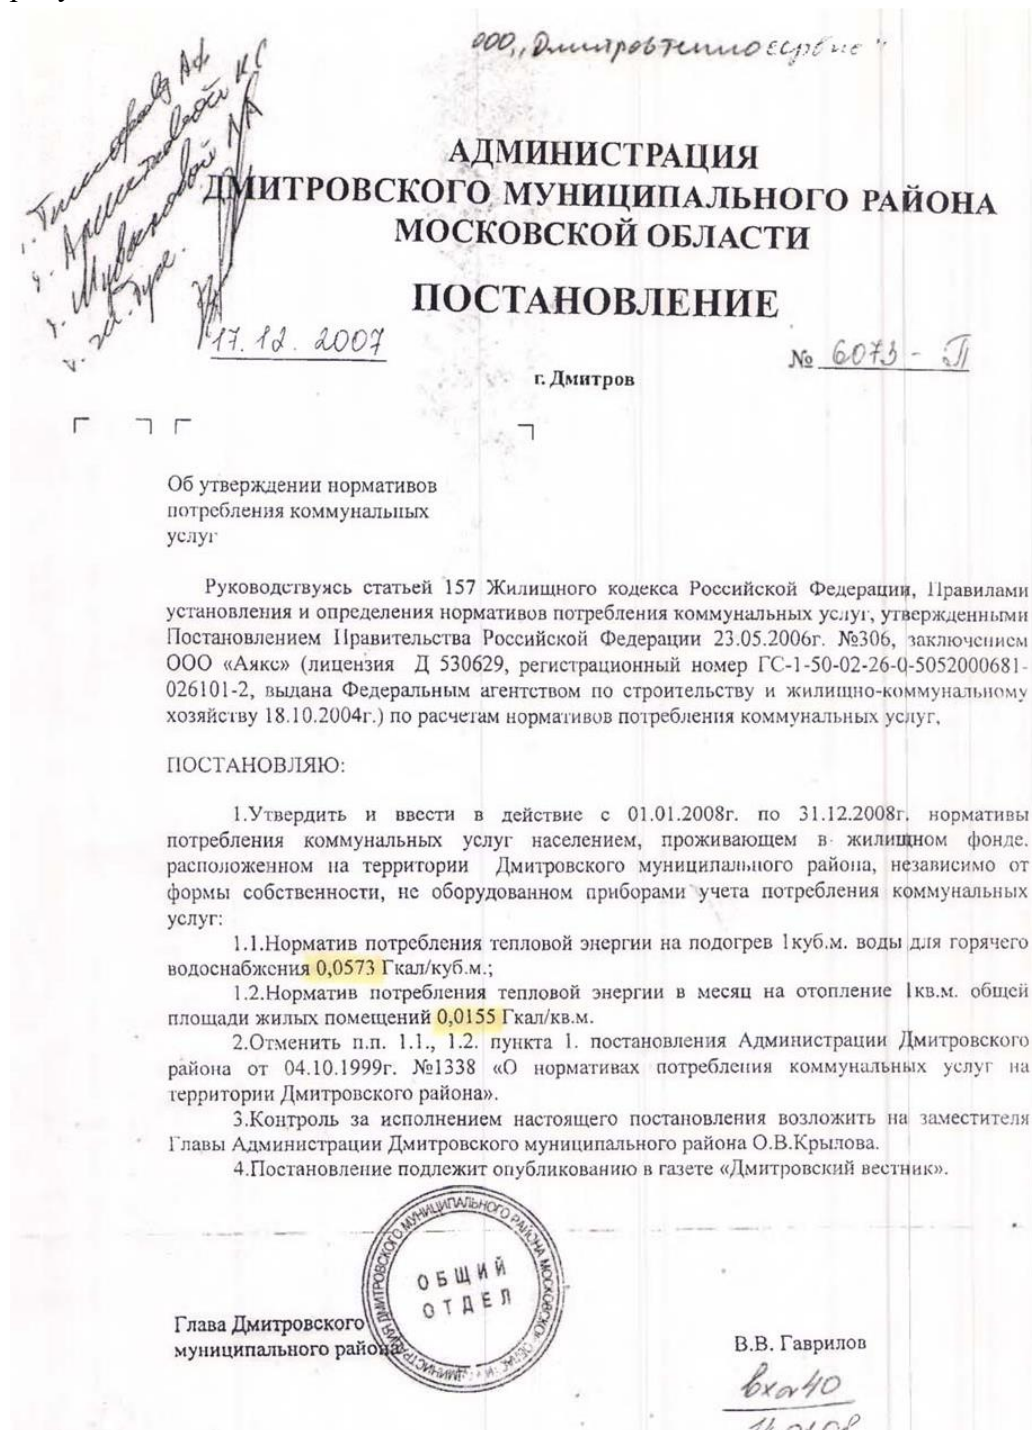 ООО "Дмитровтеплосервис"
АДМИНИСТРАЦИЯ
ДМИТРОВСКОГО МУНИЦИПАЛЬНОГО РАЙОНА
МОСКОВСКОЙ ОБЛАСТИ
ПОСТАНОВЛЕНИЕ
17.12.2007
№ 6073-П
г. Дмитров
Об утверждении нормативов
потребления коммунальных
услуг
Руководствуясь статьей 157 Жилищного кодекса Российской Федерации, Правилами
установления и определения нормативов потребления коммунальных услуг, утвержденными
Постановлением Правительства Российской Федерации 23.05.2006г. №306, заключением
ООО «Аякс» (лицензия Д 530629, регистрационный номер ГС-1-50-02-26-0-5052000681-
026101-2, выдана Федеральным агентством по строительству и жилищно-коммунальному
хозяйству 18.10.2004г.) по расчетам нормативов потребления коммунальных услуг,
ПОСТАНОВЛЯЮ:
1.Утвердить и ввести в действие с 01.01.2008г. по 31.12.2008г. нормативы
потребления коммунальных услуг населением, проживающем в жилищном фонде.
расположенном на территории Дмитровского муниципального района, независимо от
формы собственности, не оборудованном приборами учета потребления коммунальных
услуг:
1.1.Норматив потребления тепловой энергии на подогрев 1куб.м. воды для горячего
водоснабжения 0,0573 Гкал/куб.м.;
1.2.Норматив потребления тепловой энергии в месяц на отопление 1кв.м. общей
площади жилых помещений 0,0155 Гкал/кв.м.
2.Отменить п.п. 1.1., 1.2. пункта 1. постановления Администрации Дмитровского
района от 04.10.1999г. №1338 «О нормативах потребления коммунальных услуг на
территории Дмитровского района».
3.Контроль за исполнением настоящего постановления возложить на заместителя
Главы Администрации Дмитровского муниципального района О.В.Крылова.
4.Постановление подлежит опубликованию в газете «Дмитровский вестник».
ОБЩИЙ
ОТДЕЛ
Глава Дмитровского
муниципального района
В.В. Гаврилов